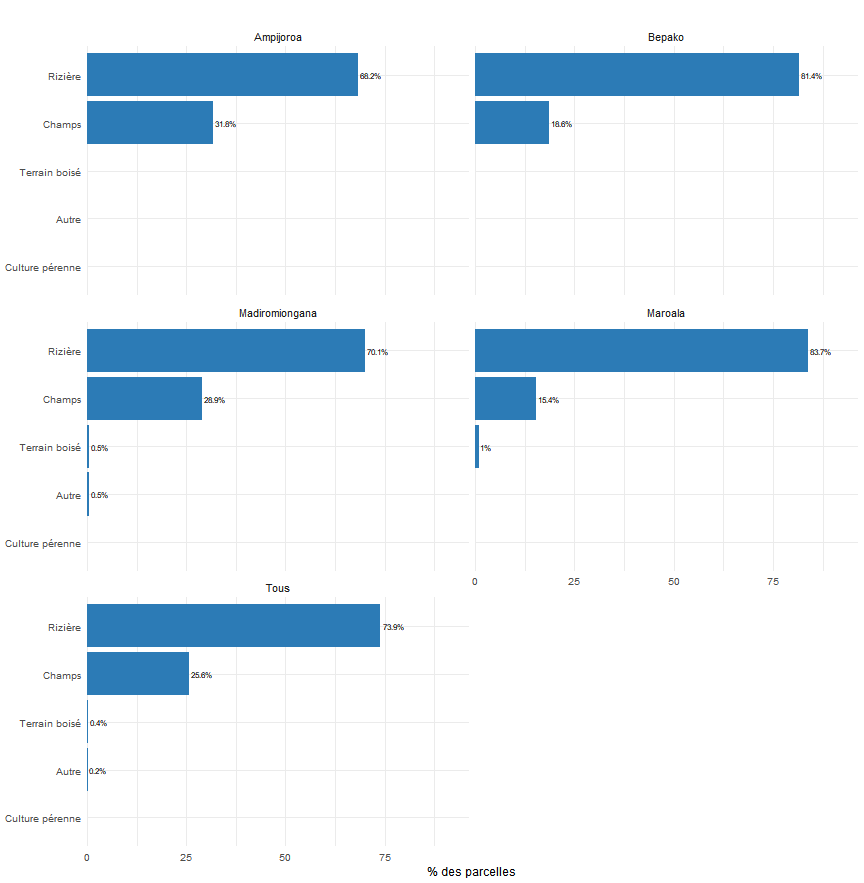 Ampijoroa
Bepako
Rizière
68.2%
81.4%
Champs
31.8%
18.6%
Terrain boisé
Autre
Culture pérenne
Madiromiongana
Maroala
Rizière
70.1%
83.7%
Champs
28.9%
15.4%
Terrain boisé
0.5%
1%
Autre
0.5%
Culture pérenne
0 25 50 75
Tous
Rizière
73.9%
Champs
25.6%
Terrain boisé
0.4%
Autre
0.2%
Culture pérenne
0 25 50 75
% des parcelles